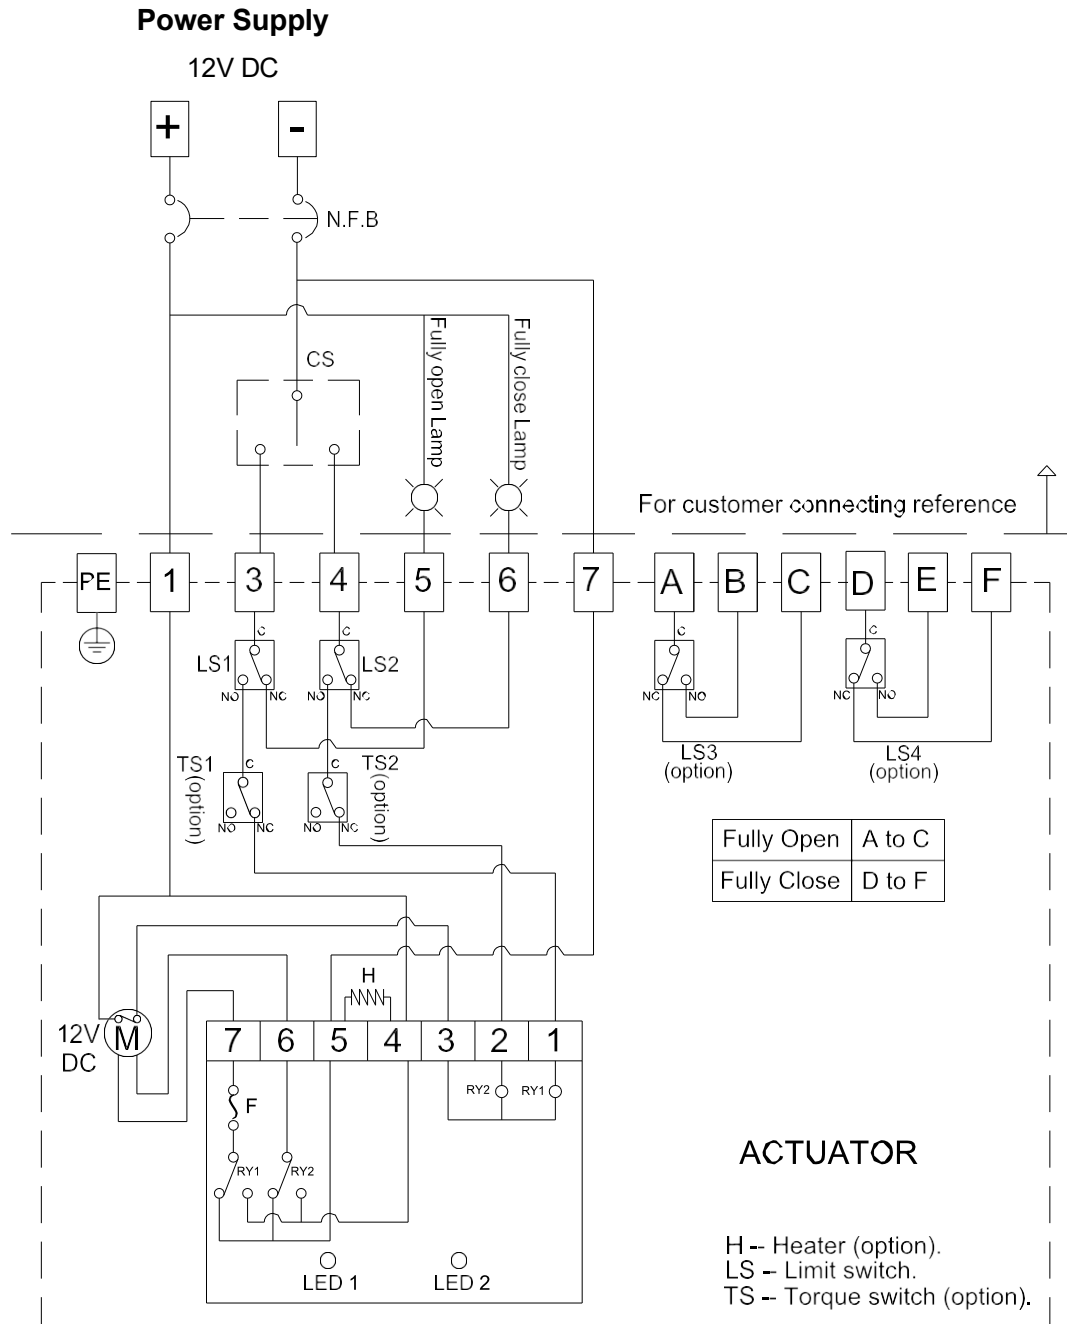 Power Supply
12V DC
+ -
N.F.B
CS
Fully open Lamp
Fully close Lamp
For customer connecting reference
PE 1 3 4 5 6 7 A B C D E F
C C C C
LS1 LS2
NO NC NO NC NC NO NC NO
LS3
(option)
LS4
(option)
TS1
(option)
C C
TS2
(option)
NO NC NO NC
Fully Open A to C
Fully Close D to F
H
12V
DC
M
7 6 5 4 3 2 1
RY2 RY1
F
RY1 RY2
LED 1 LED 2
ACTUATOR
H -- Heater (option).
LS -- Limit switch.
TS -- Torque switch (option).